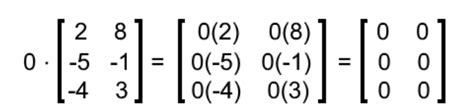 2 8 0(2) 0(8) 0 0
0 · -5 -1 = 0(-5) 0(-1) = 0 0
-4 3 0(-4) 0(3) 0 0